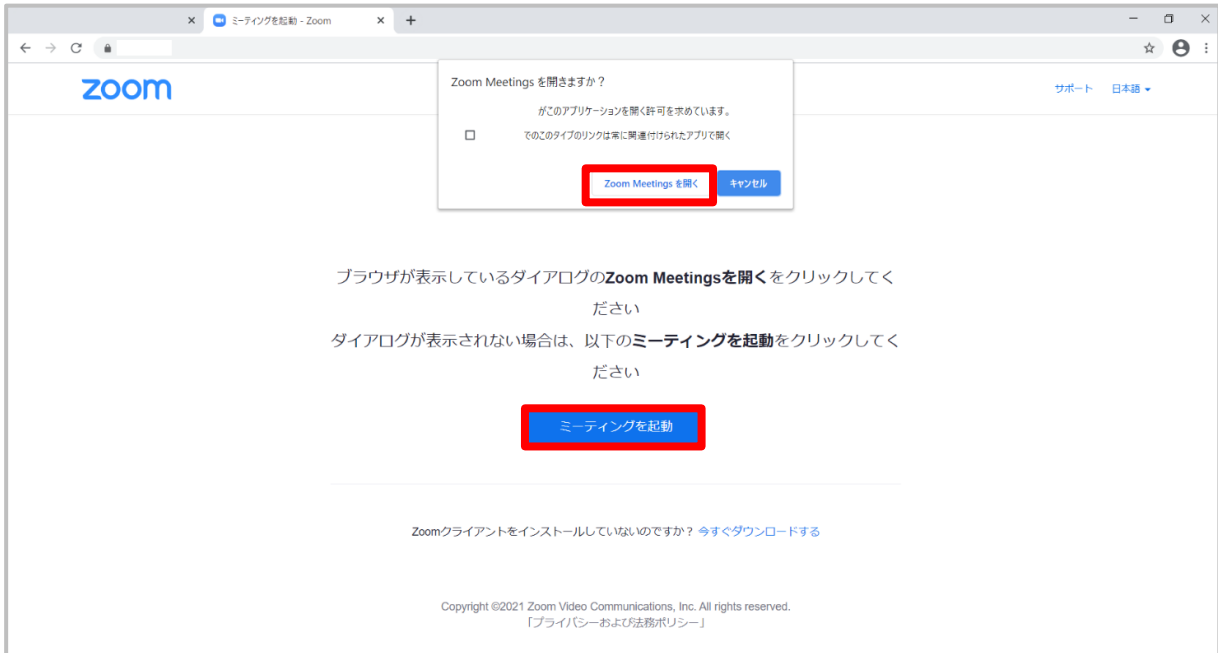 ミーティングを起動 - Zoom
zoom
サポート 日本語
Zoom Meetings を開きますか？
がこのアプリケーションを開く許可を求めています。
でのこのタイプのリンクは常に関連付けられたアプリで開く
Zoom Meetings を開く キャンセル
ブラウザが表示しているダイアログのZoom Meetingsを開くをクリックしてく
ださい
ダイアログが表示されない場合は、以下のミーティングを起動をクリックしてく
ださい
ミーティングを起動
Zoomクライアントをインストールしていないのですか？ 今すぐダウンロードする
Copyright ©2021 Zoom Video Communications, Inc. All rights reserved.
「プライバシーおよび法務ポリシー」